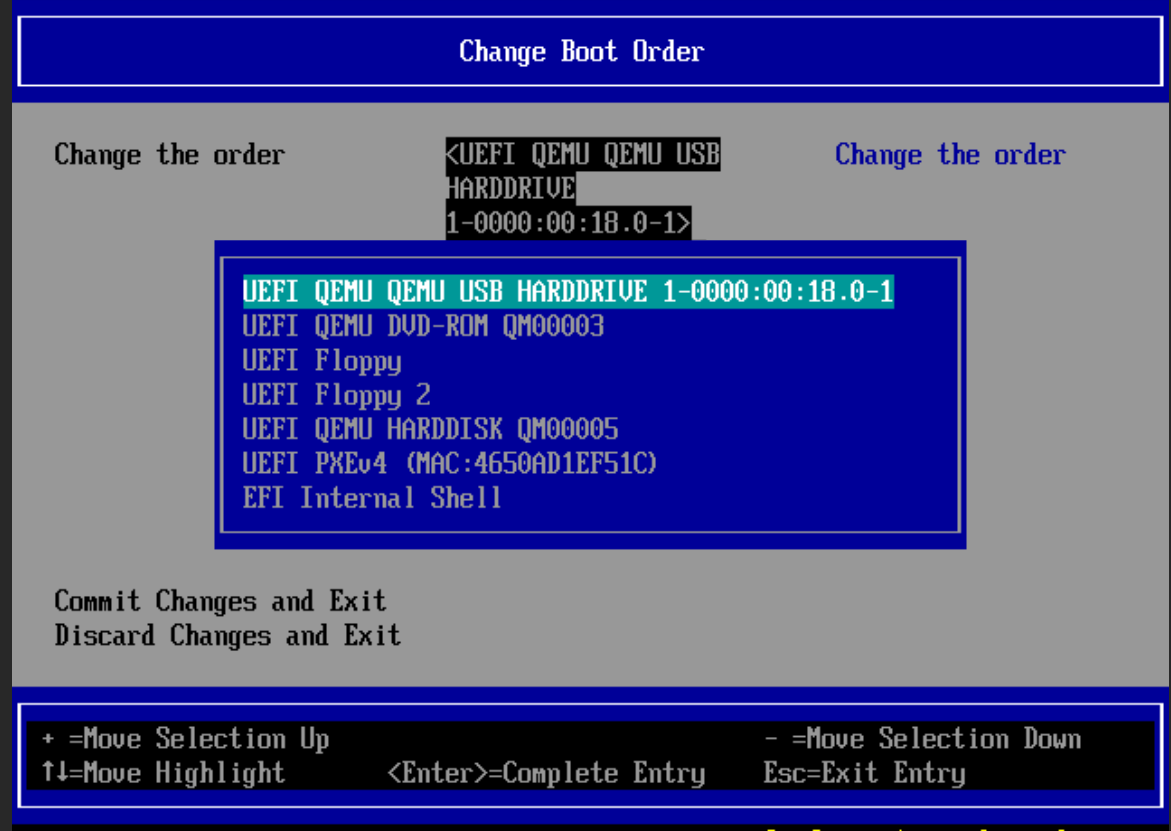 Change Boot Order
Change the order
<UEFI QEMU QEMU USB
HARDDRIVE
1-0000:00:18.0-1>
Change the order
UEFI QEMU QEMU USB HARDDRIVE 1-0000:00:18.0-1
UEFI QEMU DVD-ROM QM00003
UEFI Floppy
UEFI Floppy 2
UEFI QEMU HARDDISK QM00005
UEFI PXEv4 (MAC:4650AD1EF51C)
EFI Internal Shell
Commit Changes and Exit
Discard Changes and Exit
+ =Move Selection Up
- =Move Selection Down
↑↓=Move Highlight
<Enter>=Complete Entry
Esc=Exit Entry